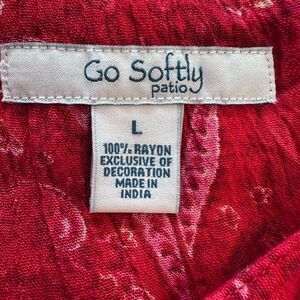 Go Softly
patio
L
100% RAYON
EXCLUSIVE OF
DECORATION
MADE IN
INDIA